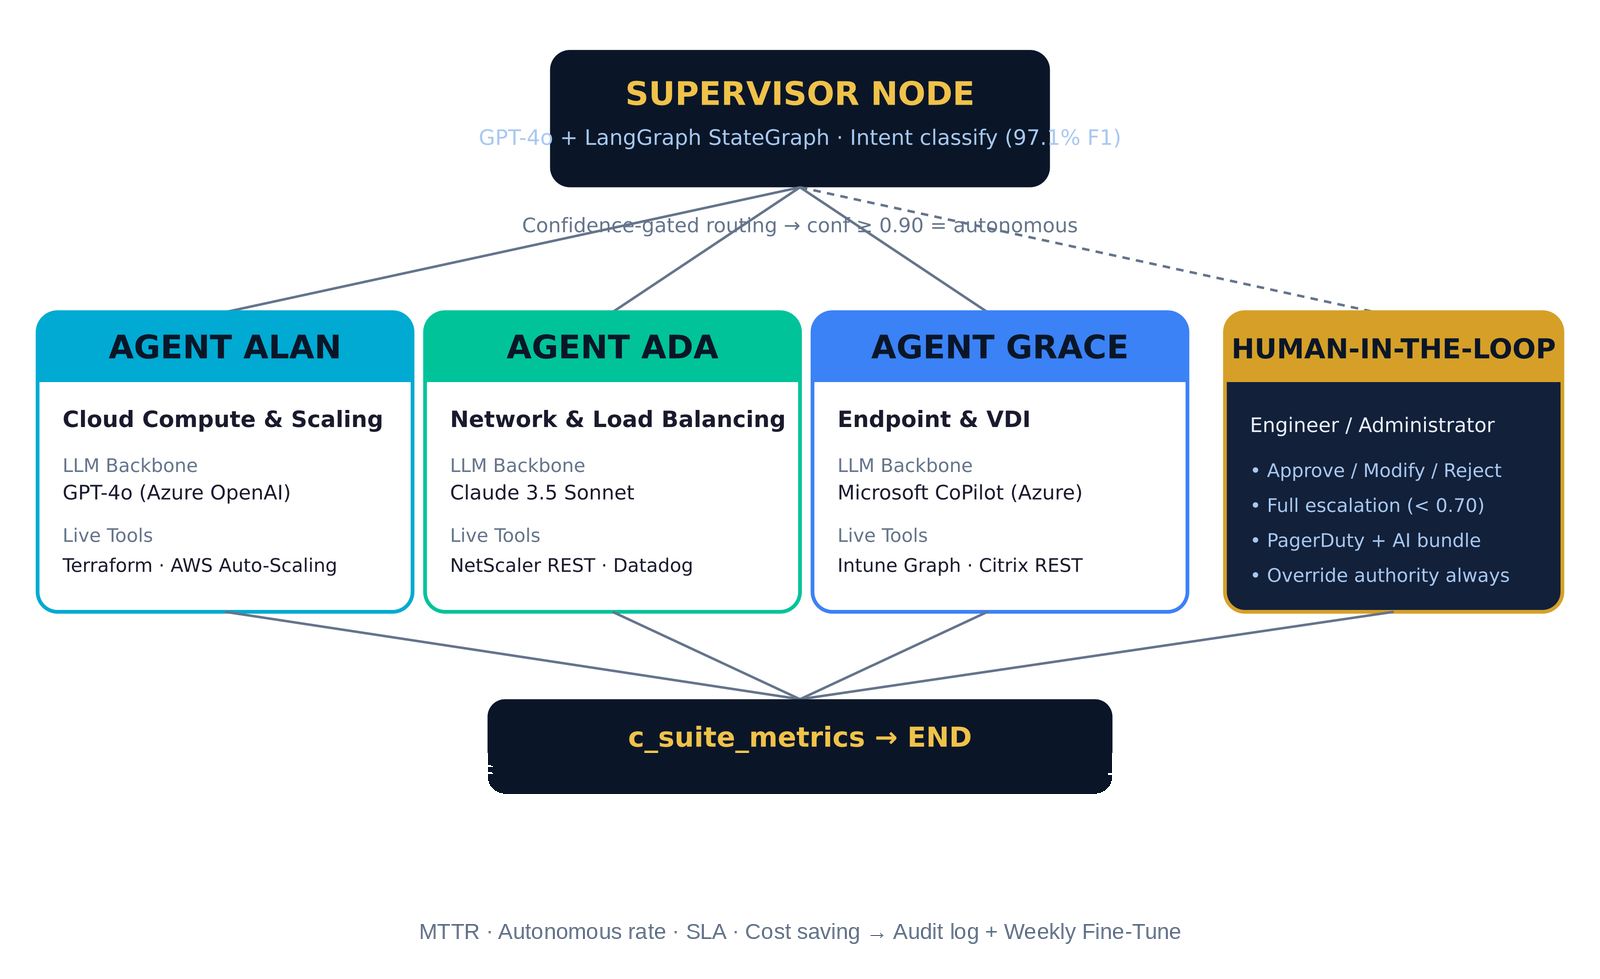 SUPERVISOR NODE
GPT-4o + LangGraph StateGraph · Intent classify (97.1% F1)
Confidence-gated routing → conf ≥ 0.90 = autonomous
AGENT ALAN
Cloud Compute & Scaling
LLM Backbone
GPT-4o (Azure OpenAI)
Live Tools
Terraform · AWS Auto-Scaling
AGENT ADA
Network & Load Balancing
LLM Backbone
Claude 3.5 Sonnet
Live Tools
NetScaler REST · Datadog
AGENT GRACE
Endpoint & VDI
LLM Backbone
Microsoft CoPilot (Azure)
Live Tools
Intune Graph · Citrix REST
HUMAN-IN-THE-LOOP
Engineer / Administrator
• Approve / Modify / Reject
• Full escalation (< 0.70)
• PagerDuty + AI bundle
• Override authority always
c_suite_metrics → END
MTTR · Autonomous rate · SLA · Cost saving → Audit log + Weekly Fine-Tune